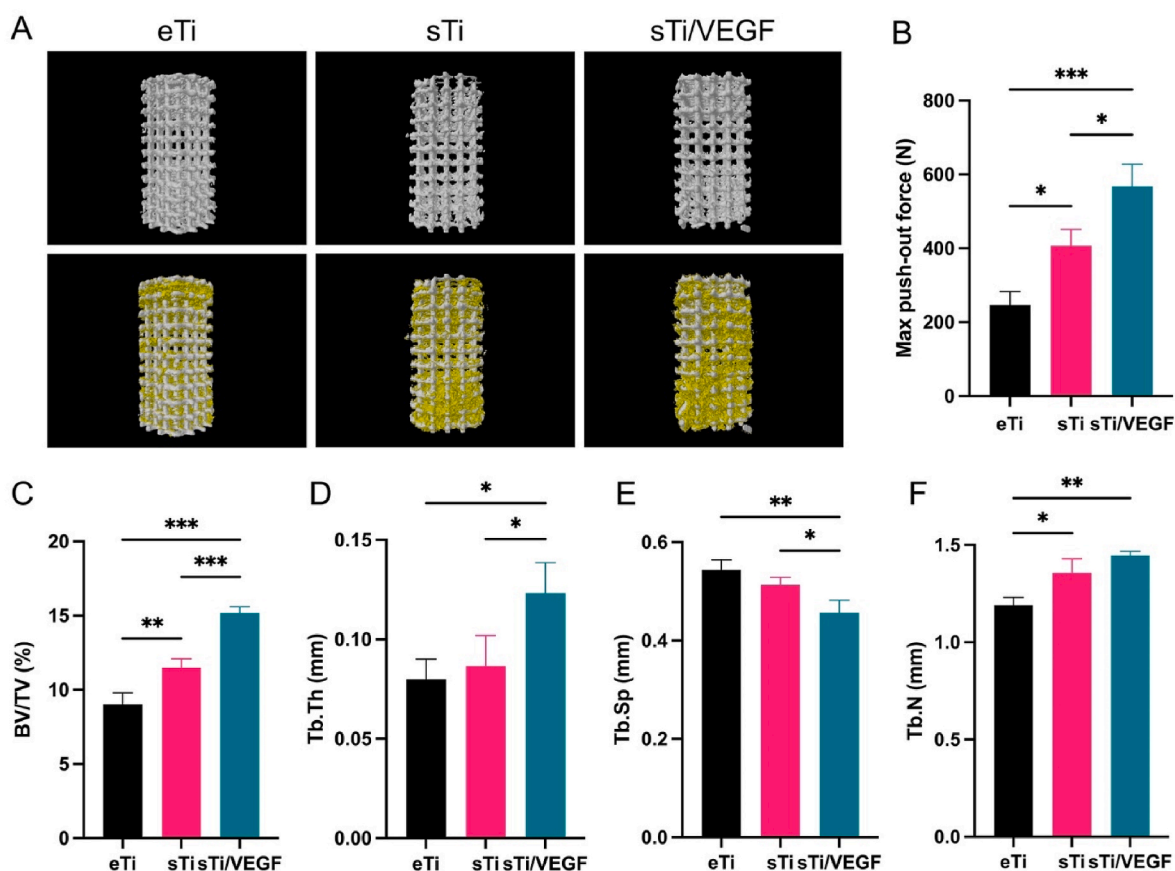 A
eTi
sTi
sTi/VEGF
B
Max push-out force (N)
800
600
400
200
0
***
*
*
eTi
sTi
sTi/VEGF
C
BV/TV (%)
20
15
10
5
0
***
***
**
eTi
sTi
sTi/VEGF
D
Tb.Th (mm)
0.15
0.10
0.05
0.00
*
*
eTi
sTi
sTi/VEGF
E
Tb.Sp (mm)
0.6
0.4
0.2
0.0
**
*
eTi
sTi
sTi/VEGF
F
Tb.N (mm)
1.5
1.0
0.5
0.0
**
*
eTi
sTi
sTi/VEGF